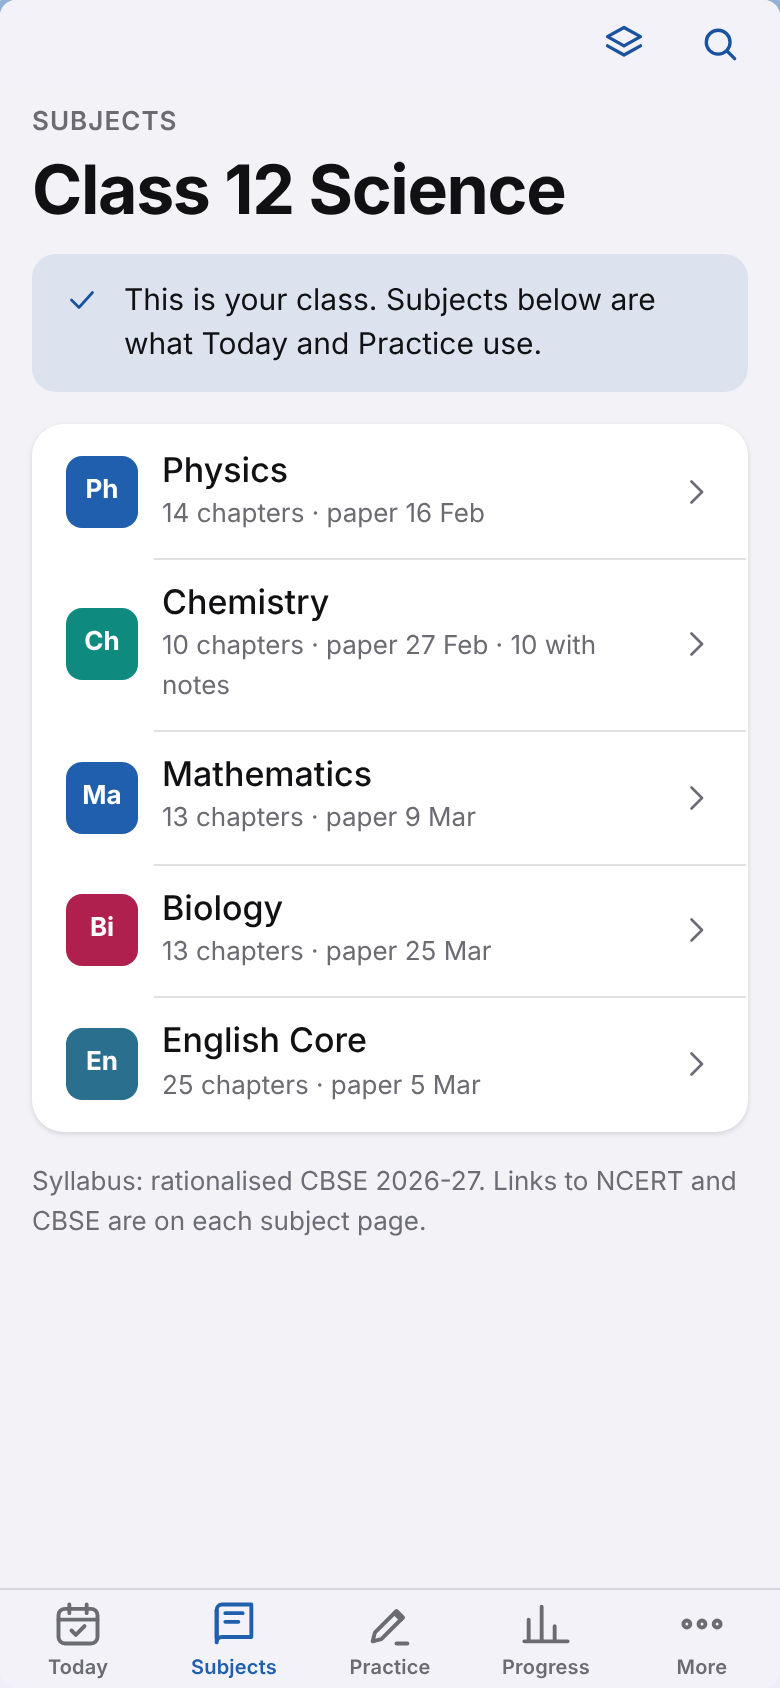 SUBJECTS
Class 12 Science
This is your class. Subjects below are
what Today and Practice use.
Ph
Physics
14 chapters · paper 16 Feb
Ch
Chemistry
10 chapters · paper 27 Feb · 10 with
notes
Ma
Mathematics
13 chapters · paper 9 Mar
Bi
Biology
13 chapters · paper 25 Mar
En
English Core
25 chapters · paper 5 Mar
Syllabus: rationalised CBSE 2026-27. Links to NCERT and
CBSE are on each subject page.
Today
Subjects
Practice
Progress
More